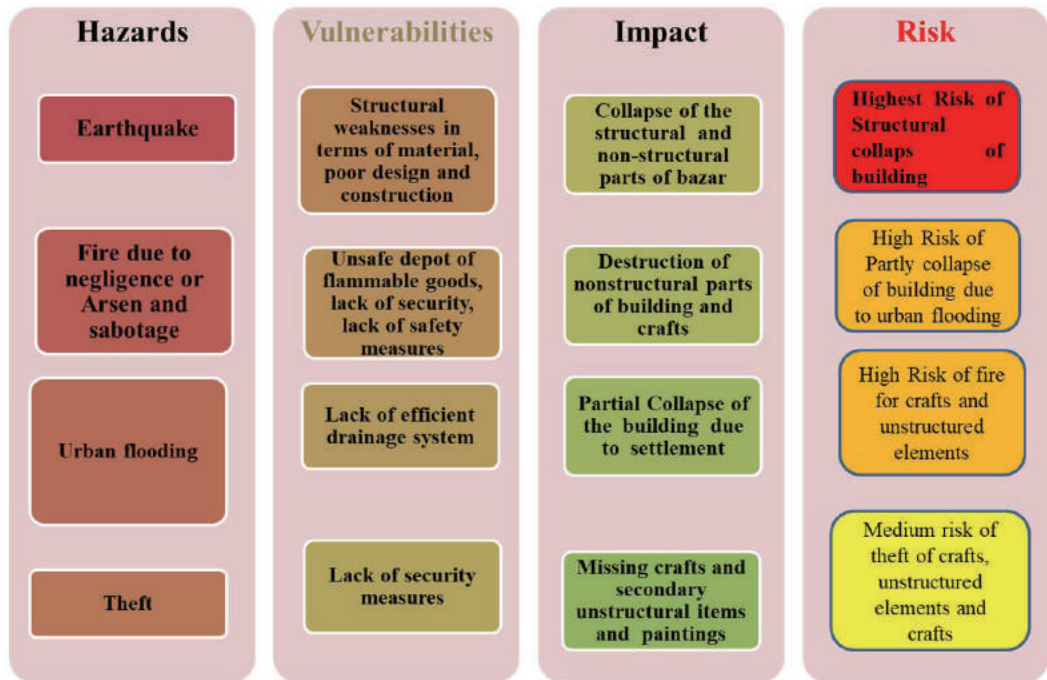 Hazards
Earthquake
Fire due to
negligence or
Arsen and
sabotage
Urban flooding
Theft
Vulnerabilities
Structural
weaknesses in
terms of material,
poor design and
construction
Unsafe depot of
flammable goods,
lack of security,
lack of safety
measures
Lack of efficient
drainage system
Lack of security
measures
Impact
Collapse of the
structural and
non-structural
parts of bazar
Destruction of
nonstructural parts
of building and
crafts
Partial Collapse of
the building due
to settlement
Missing crafts and
secondary
unstructural items
and paintings
Risk
Highest Risk of
Structural
collaps of
building
High Risk of
Partly collapse
of building due
to urban flooding
High Risk of fire
for crafts and
unstructured
elements
Medium risk of
theft of crafts,
unstructured
elements and
crafts